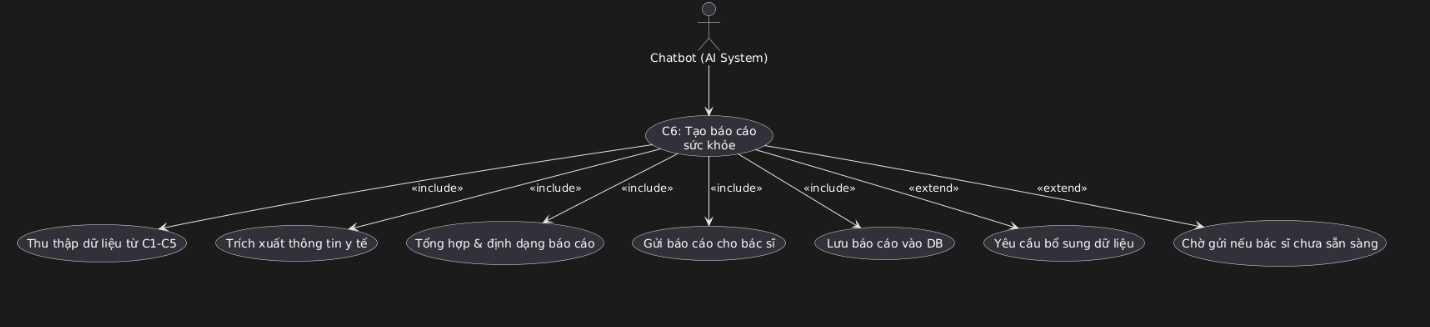 Chatbot (AI System)
C6: Tạo báo cáo
sức khỏe
«include»
«include»
«include»
«include»
«include»
«extend»
«extend»
Thu thập dữ liệu từ C1-C5
Trích xuất thông tin y tế
Tổng hợp & định dạng báo cáo
Gửi báo cáo cho bác sĩ
Lưu báo cáo vào DB
Yêu cầu bổ sung dữ liệu
Chờ gửi nếu bác sĩ chưa sẵn sàng